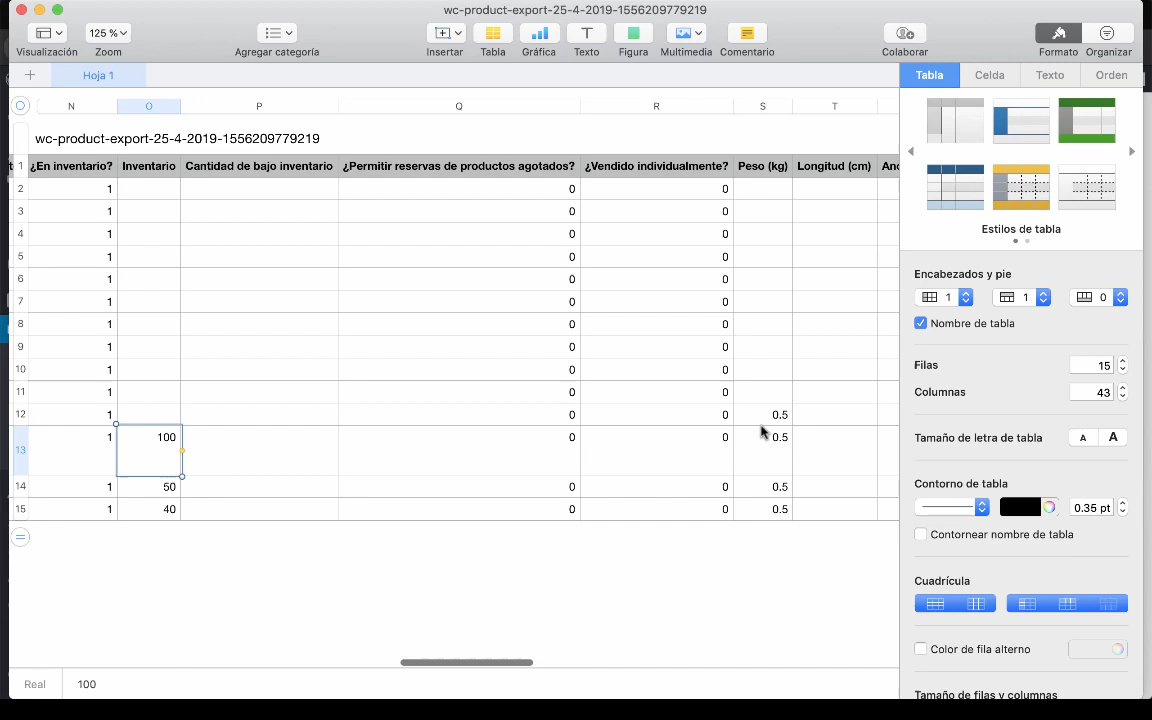 wc-product-export-25-4-2019-1556209779219
125 %
Visualización Zoom Agregar categoría Insertar Tabla Gráfica Texto Figura Multimedia Comentario Colaborar Formato Organizar
Hoja 1
Tabla Celda Texto Orden
N O P Q R S T
wc-product-export-25-4-2019-1556209779219
1 ¿En inventario? Inventario Cantidad de bajo inventario ¿Permitir reservas de productos agotados? ¿Vendido individualmente? Peso (kg) Longitud (cm) Anc
2 1 0 0
3 1 0 0
4 1 0 0
5 1 0 0
6 1 0 0
7 1 0 0
8 1 0 0
9 1 0 0
10 1 0 0
11 1 0 0
12 1 0 0 0.5
13 1 100 0 0 0.5
14 1 50 0 0 0.5
15 1 40 0 0 0.5
Real 100
Estilos de tabla
Encabezados y pie
1 1 0
Nombre de tabla
Filas 15
Columnas 43
Tamaño de letra de tabla A A
Contorno de tabla
0.35 pt
Contornear nombre de tabla
Cuadrícula
Color de fila alterno
Tamaño de filas y columnas